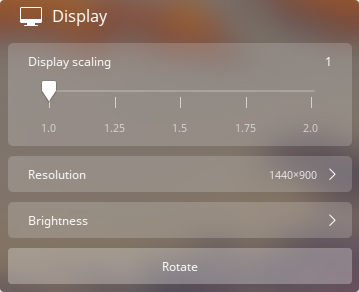 Display
Display scaling 1
1.0 1.25 1.5 1.75 2.0
Resolution 1440×900
Brightness
Rotate